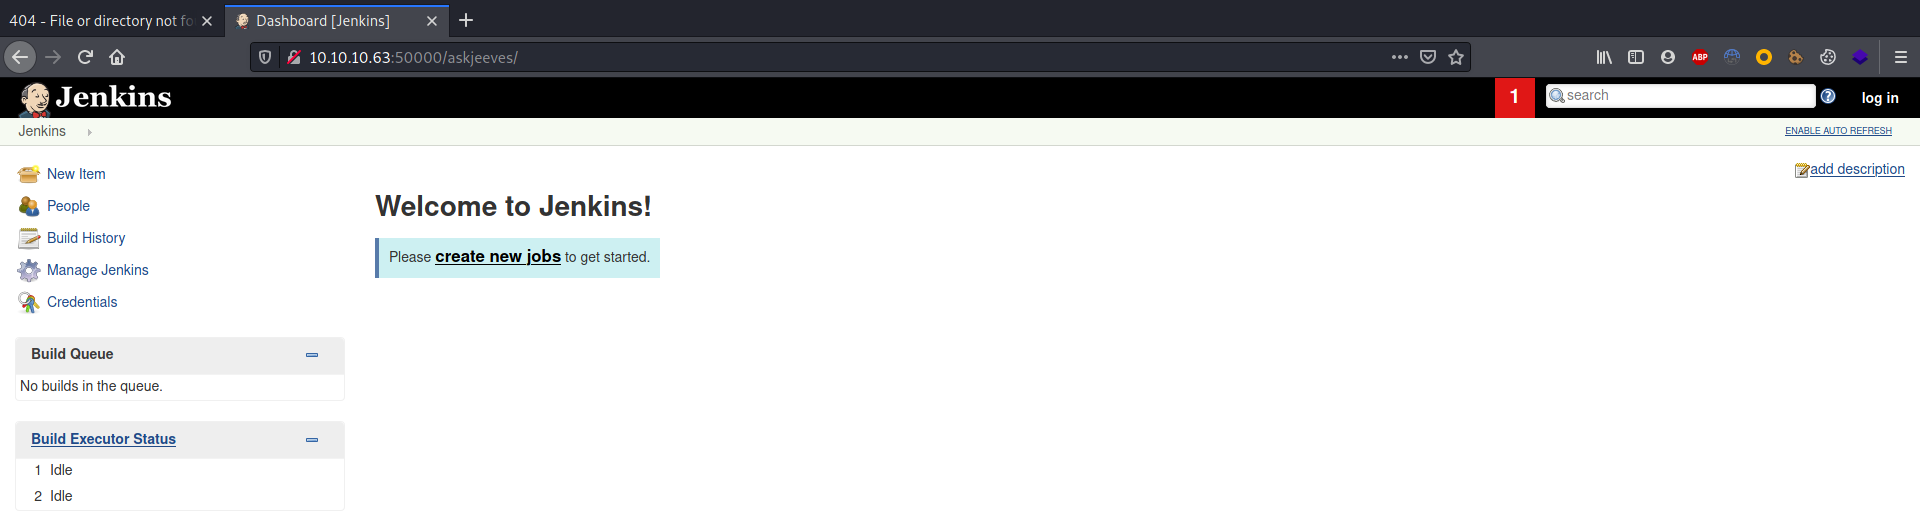 404 - File or directory not fo
Dashboard [Jenkins]
10.10.10.63:50000/askjeeves/
ABP
Jenkins
1
search
log in
Jenkins
ENABLE AUTO REFRESH
New Item
People
Build History
Manage Jenkins
Credentials
add description
Welcome to Jenkins!
Please create new jobs to get started.
Build Queue
No builds in the queue.
Build Executor Status
1 Idle
2 Idle